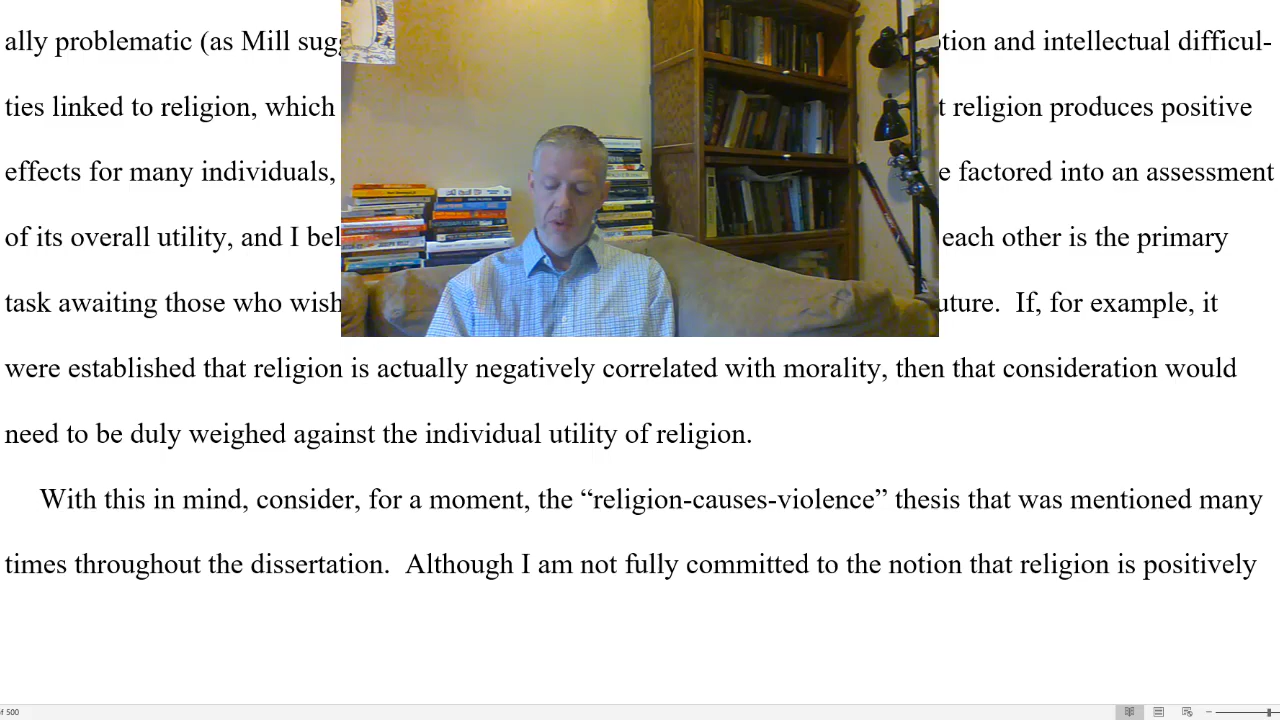 ally problematic (as Mill and intellectual difficul-
ties linked to religion, which religion produces positive
effects for many individuals, factored into an assessment
of its overall utility, and I each other is the primary
task awaiting those who If, for example, it
were established that religion is actually negatively correlated with morality, then that consideration would
need to be duly weighed against the individual utility of religion.
With this in mind, consider, for a moment, the “religion-causes-violence” thesis that was mentioned many
times throughout the dissertation. Although I am not fully committed to the notion that religion is positively
of 500